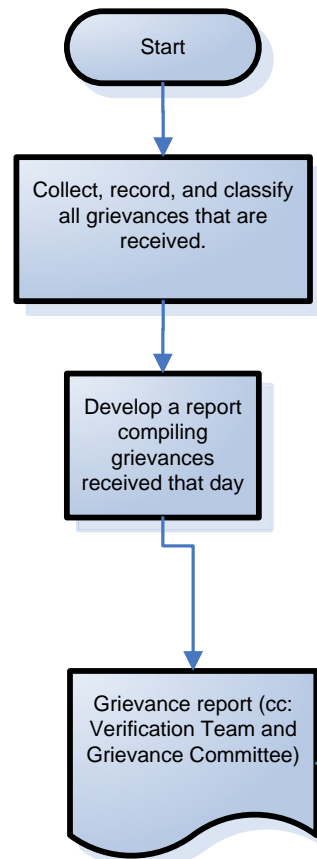 Start
Collect, record, and classify
all grievances that are
received.
Develop a report
compiling
grievances
received that day
Grievance report (cc:
Verification Team and
Grievance Committee)